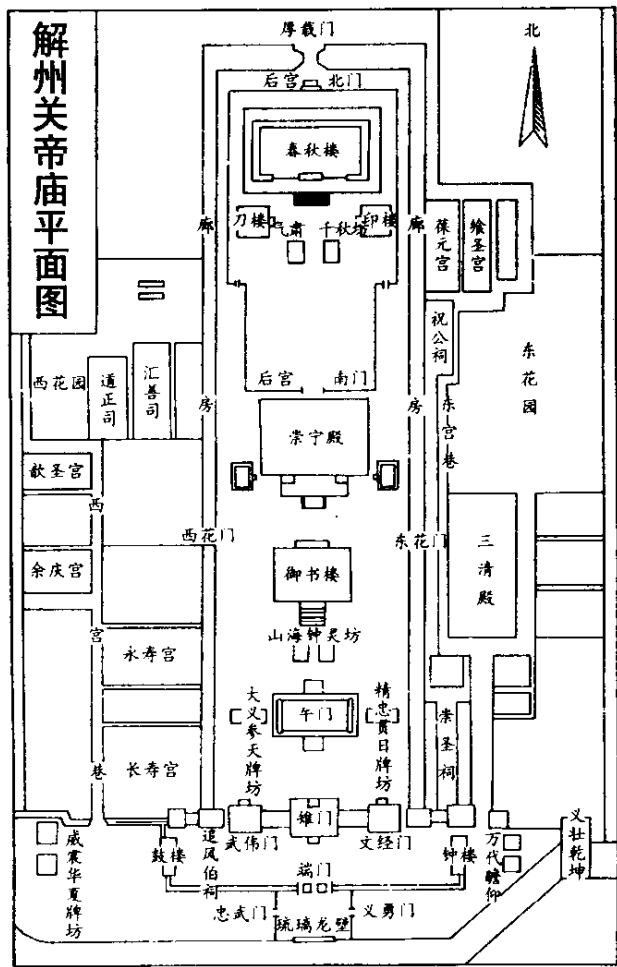 解州关帝庙平面图
厚载门
北
后宫 北门
春秋楼
刀楼
气肃
千秋坊
印楼
廊
廊
葆元宫
飨圣宫
祝公祠
东花园
西花园
道正司
汇善司
后宫 南门
房
房
东宫巷
崇宁殿
歆圣宫
西
西花门
东花门
三清殿
御书楼
余庆宫
山海钟灵坊
宫
永寿宫
大义参天牌坊
午门
精忠贯日牌坊
崇圣祠
巷
长寿宫
威震华夏牌坊
鼓楼
追风伯祠
武伟门
雉门
文经门
钟楼
万代瞻仰
义壮乾坤
端门
忠武门
琉璃龙壁
义勇门